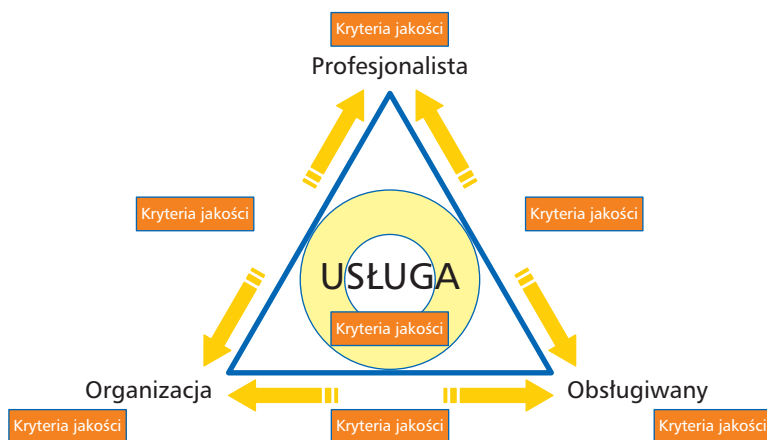 Kryteria jakości
Profesjonalista
Kryteria jakości
Kryteria jakości
USŁUGA
Kryteria jakości
Organizacja
Obsługiwany
Kryteria jakości
Kryteria jakości
Kryteria jakości